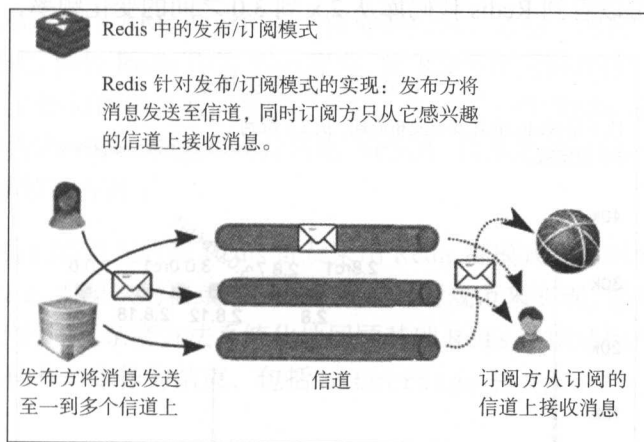 Redis 中的发布/订阅模式
Redis 针对发布/订阅模式的实现：发布方将
消息发送至信道，同时订阅方只从它感兴趣
的信道上接收消息。
发布方将消息发送
至一到多个信道上
信道
订阅方从订阅的
信道上接收消息